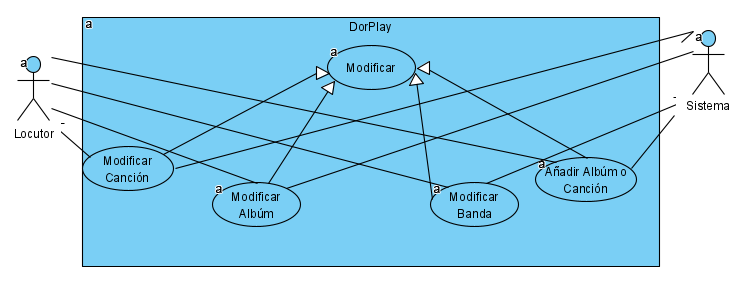 a
DorPlay
a
Modificar
a
a
Locutor
Sistema
Modificar
Canción
a
Modificar
Albúm
a
Modificar
Banda
a
Añadir Albúm o
Canción